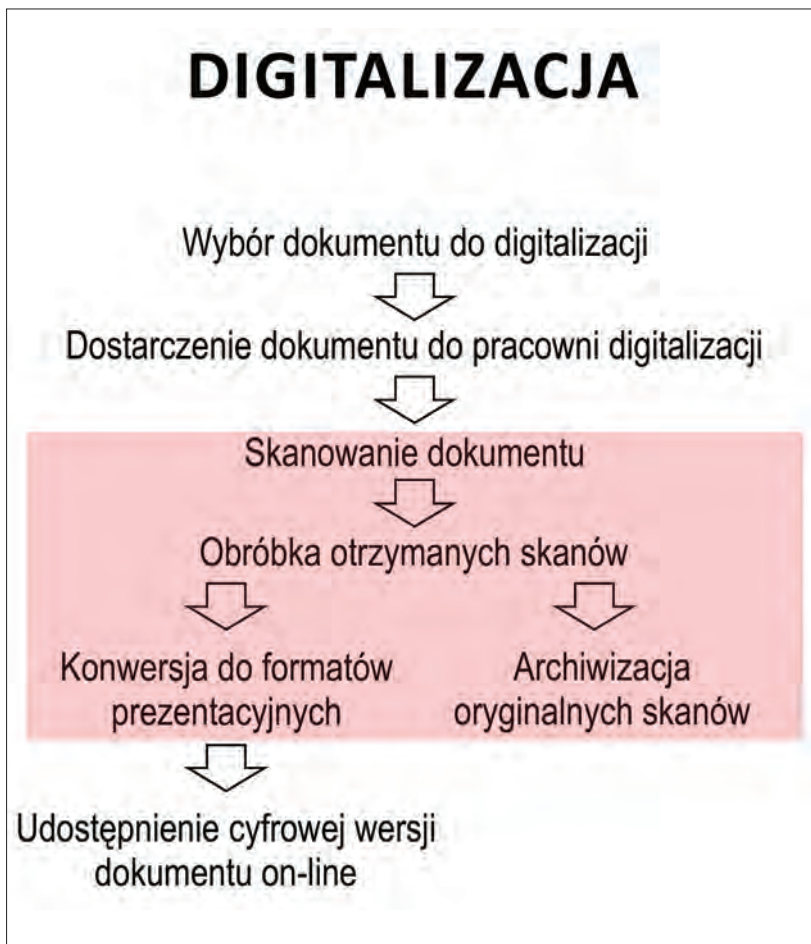 DIGITALIZACJA
Wybór dokumentu do digitalizacji
Dostarczenie dokumentu do pracowni digitalizacji
Skanowanie dokumentu
Obróbka otrzymanych skanów
Konwersja do formatów
prezentacyjnych
Archiwizacja
oryginalnych skanów
Udostępnienie cyfrowej wersji
dokumentu on-line